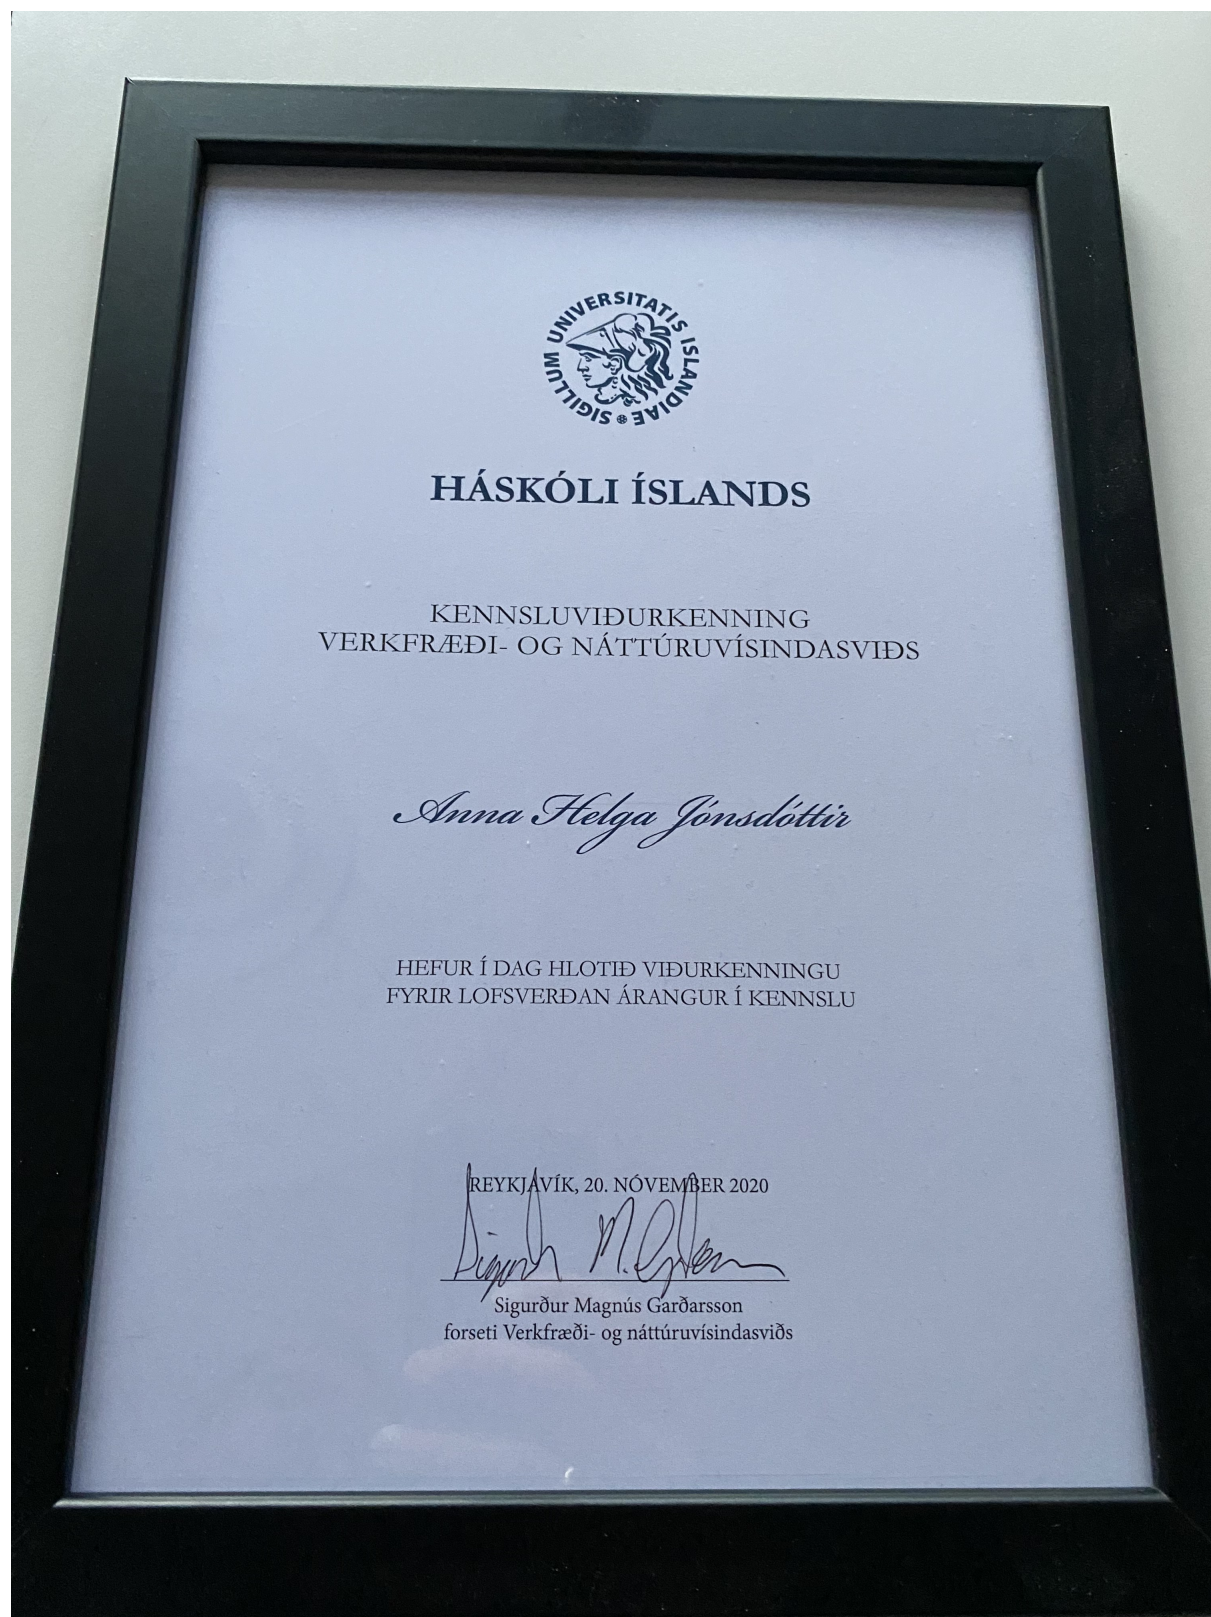 SIGILLUM UNIVERSITATIS ISLANDIAE
HÁSKÓLI ÍSLANDS
KENNSLUVIÐURKENNING
VERKFRÆÐI- OG NÁTTÚRUVÍSINDASVIÐS
Anna Helga Jónsdóttir
HEFUR Í DAG HLOTIÐ VIÐURKENNINGU
FYRIR LOFSVERÐAN ÁRANGUR Í KENNSLU
REYKJAVÍK, 20. NÓVEMBER 2020
Sigurður Magnús Garðarsson
forseti Verkfræði- og náttúruvísindasviðs